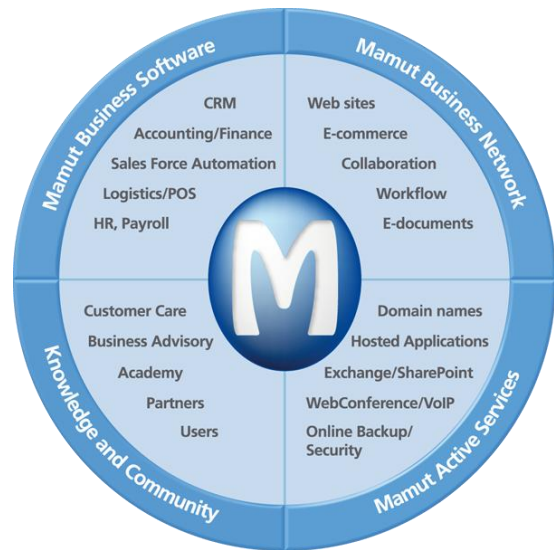 Mamut Business Software
CRM
Accounting/Finance
Sales Force Automation
Logistics/POS
HR, Payroll
Mamut Business Network
Web sites
E-commerce
Collaboration
Workflow
E-documents
M
Knowledge and Community
Customer Care
Business Advisory
Academy
Partners
Users
Mamut Active Services
Domain names
Hosted Applications
Exchange/SharePoint
WebConference/VoIP
Online Backup/
Security